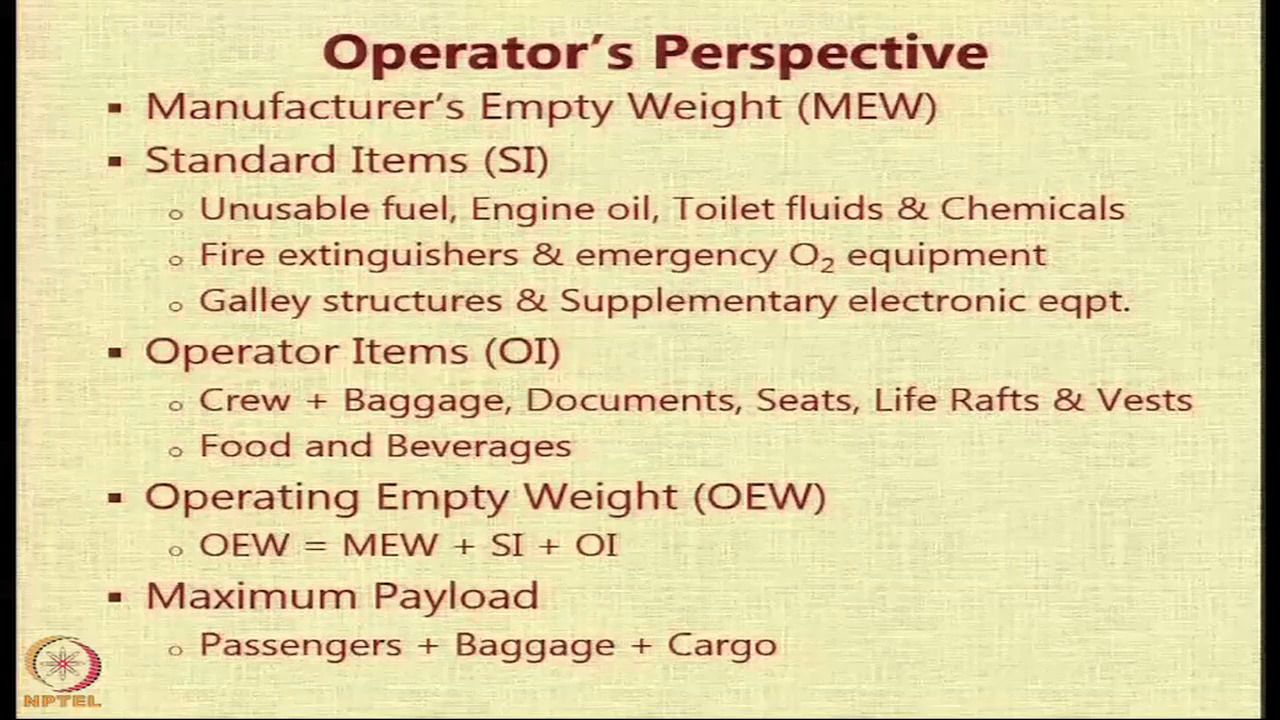 Operator's Perspective
▪ Manufacturer's Empty Weight (MEW)
▪ Standard Items (SI)
o Unusable fuel, Engine oil, Toilet fluids & Chemicals
o Fire extinguishers & emergency O₂ equipment
o Galley structures & Supplementary electronic eqpt.
▪ Operator Items (OI)
o Crew + Baggage, Documents, Seats, Life Rafts & Vests
o Food and Beverages
▪ Operating Empty Weight (OEW)
o OEW = MEW + SI + OI
▪ Maximum Payload
o Passengers + Baggage + Cargo
NPTEL